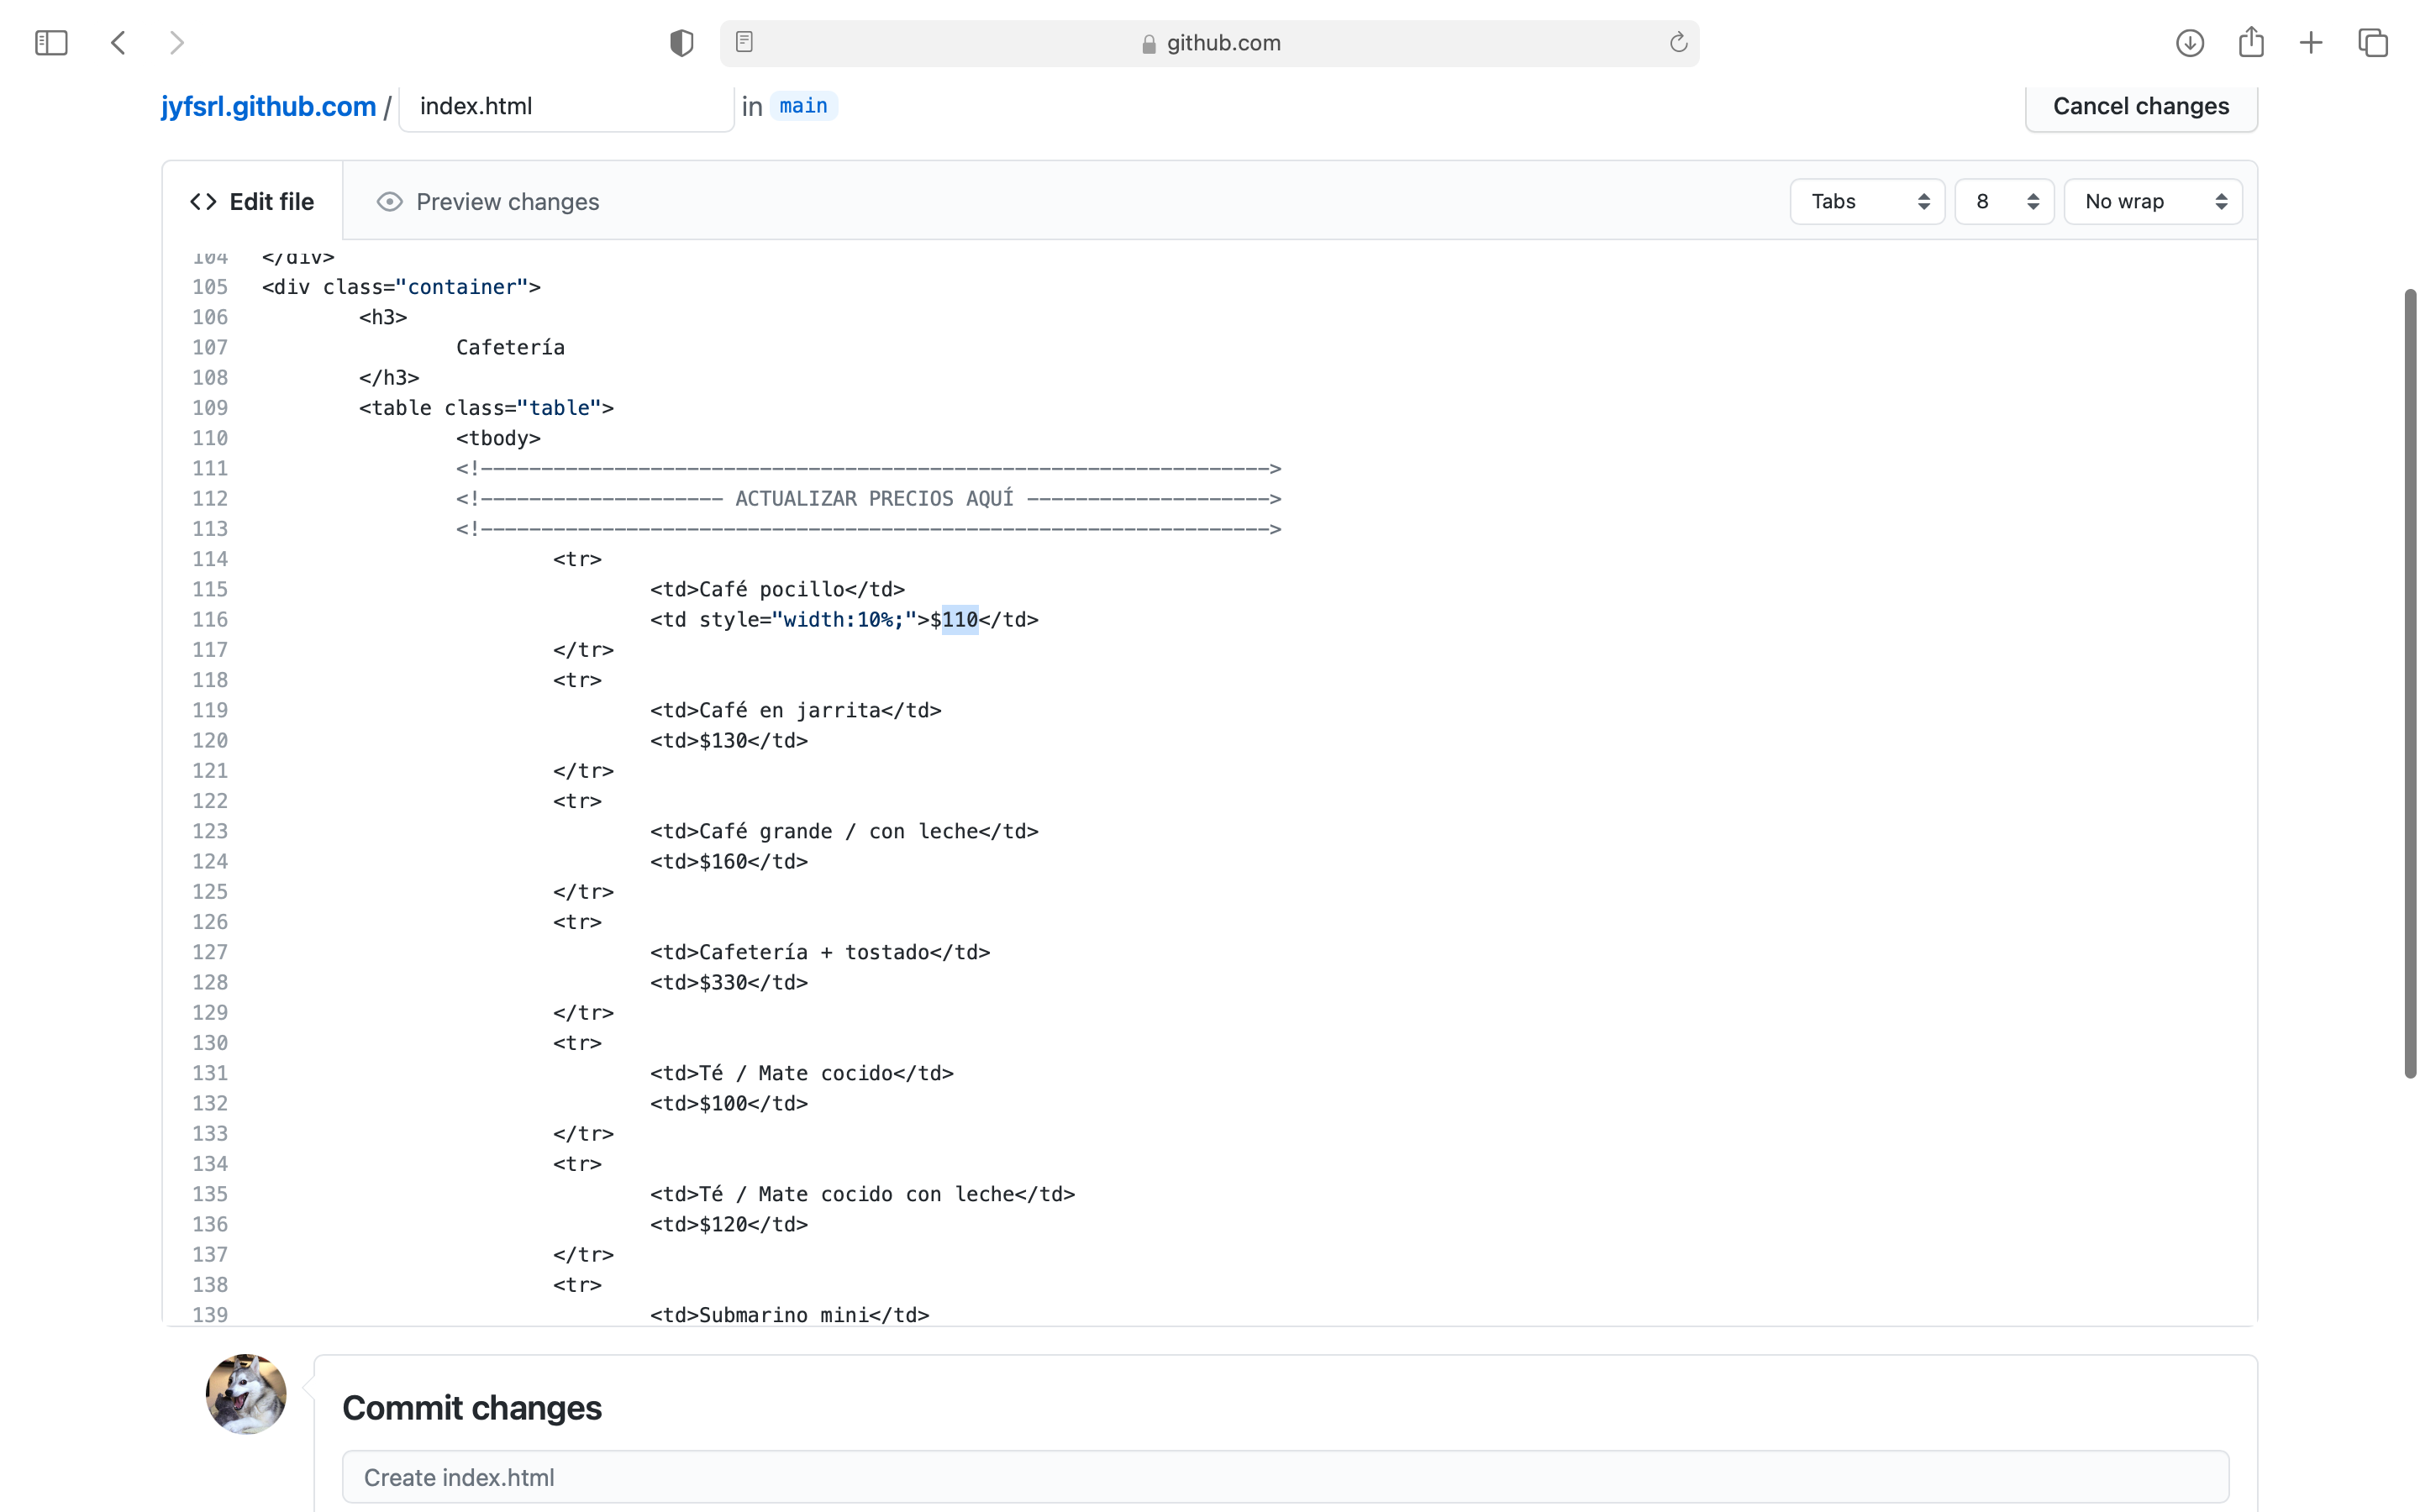 github.com
jyfsrl.github.com / index.html in main Cancel changes
<> Edit file Preview changes Tabs 8 No wrap
104 </div>
105 <div class="container">
106 <h3>
107 Cafetería
108 </h3>
109 <table class="table">
110 <tbody>
111 <!----------------------------------------------------------------->
112 <!-------------------- ACTUALIZAR PRECIOS AQUÍ -------------------->
113 <!----------------------------------------------------------------->
114 <tr>
115 <td>Café pocillo</td>
116 <td style="width:10%;">$110</td>
117 </tr>
118 <tr>
119 <td>Café en jarrita</td>
120 <td>$130</td>
121 </tr>
122 <tr>
123 <td>Café grande / con leche</td>
124 <td>$160</td>
125 </tr>
126 <tr>
127 <td>Cafetería + tostado</td>
128 <td>$330</td>
129 </tr>
130 <tr>
131 <td>Té / Mate cocido</td>
132 <td>$100</td>
133 </tr>
134 <tr>
135 <td>Té / Mate cocido con leche</td>
136 <td>$120</td>
137 </tr>
138 <tr>
139 <td>Submarino mini</td>
Commit changes
Create index.html